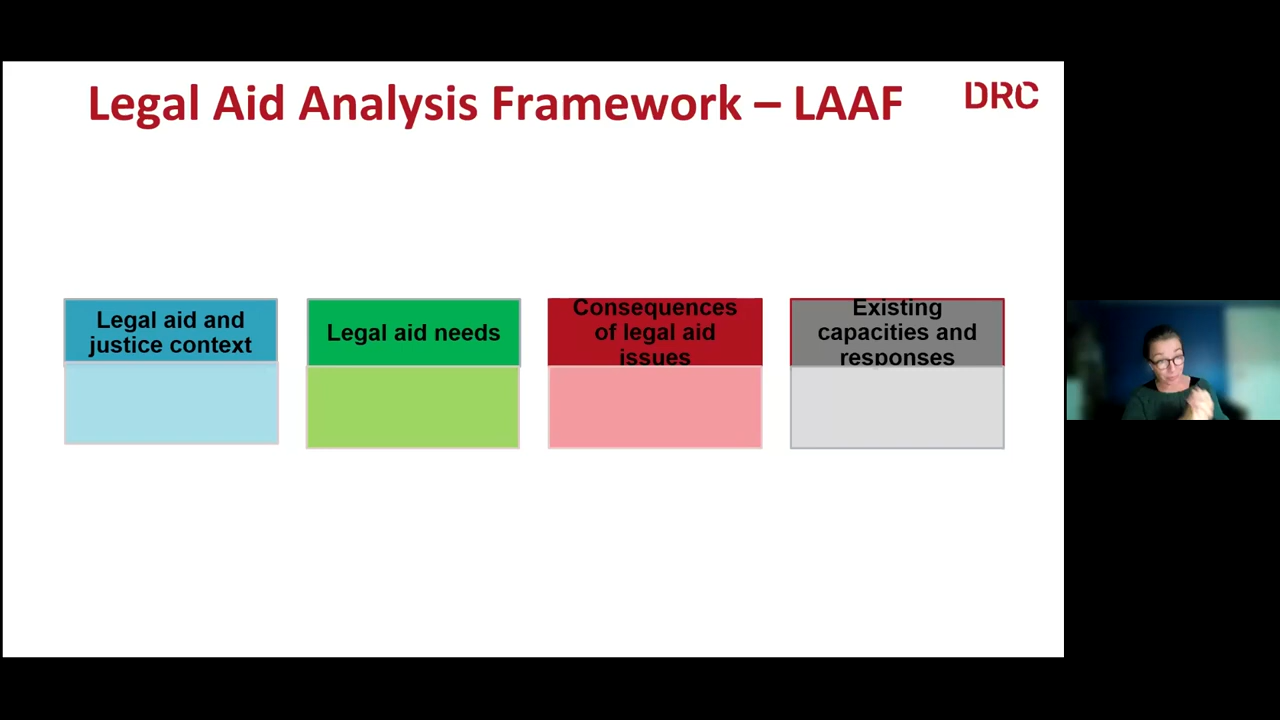 Legal Aid Analysis Framework – LAAF
DRC
Legal aid and
justice context
Legal aid needs
Consequences
of legal aid
issues
Existing
capacities and
responses